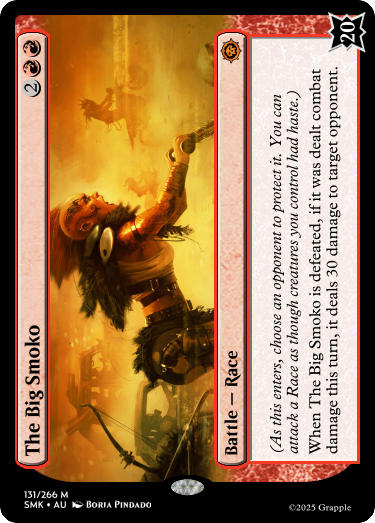 The Big Smoko
2
Battle — Race
(As this enters, choose an opponent to protect it. You can
attack a Race as though creatures you control had haste.)
When The Big Smoko is defeated, if it was dealt combat
damage this turn, it deals 30 damage to target opponent.
20
131/266 M
SMK • AU Borja Pindado
©2025 Grapple